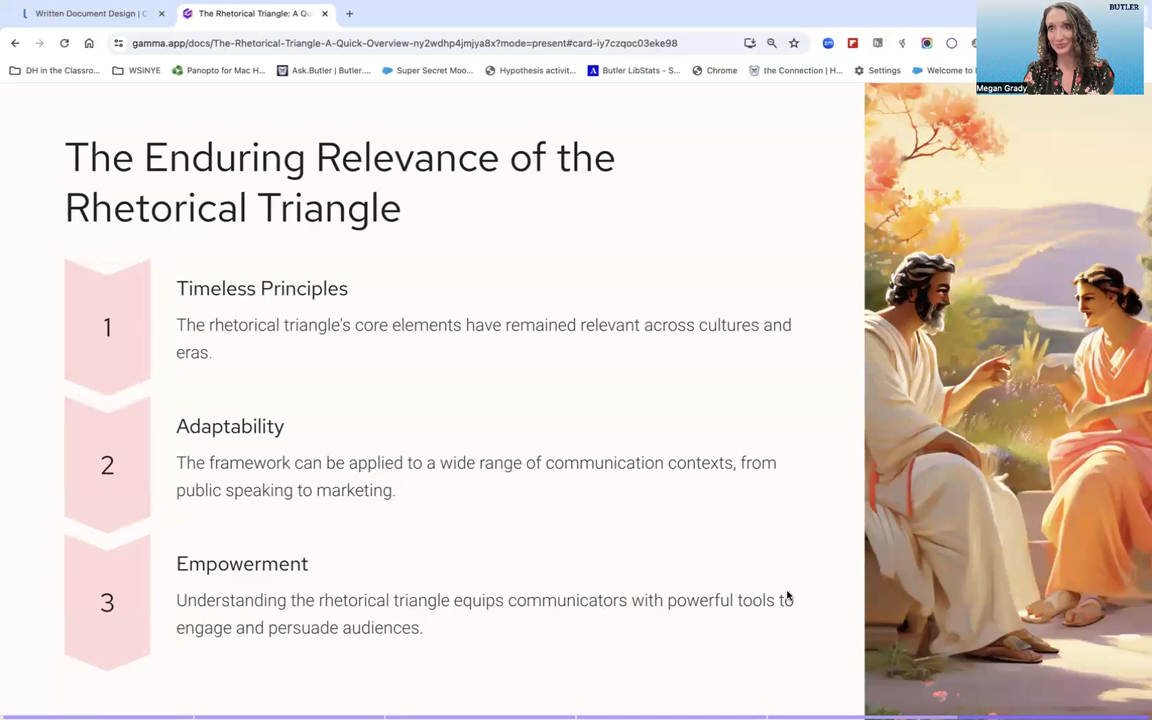 Written Document Design | C
The Rhetorical Triangle: A Qu
gamma.app/docs/The-Rhetorical-Triangle-A-Quick-Overview-ny2wdhp4jmjya8x?mode=present#card-iy7czqoc03eke98
DH in the Classro...
WSINYE
Panopto for Mac H...
Ask.Butler | Butler....
Super Secret Moo...
Hypothesis activit...
Butler LibStats - S...
Chrome
the Connection | H...
Settings
Welcome to
BUTLER
Megan Grady
The Enduring Relevance of the
Rhetorical Triangle
1
Timeless Principles
The rhetorical triangle's core elements have remained relevant across cultures and
eras.
2
Adaptability
The framework can be applied to a wide range of communication contexts, from
public speaking to marketing.
3
Empowerment
Understanding the rhetorical triangle equips communicators with powerful tools to
engage and persuade audiences.